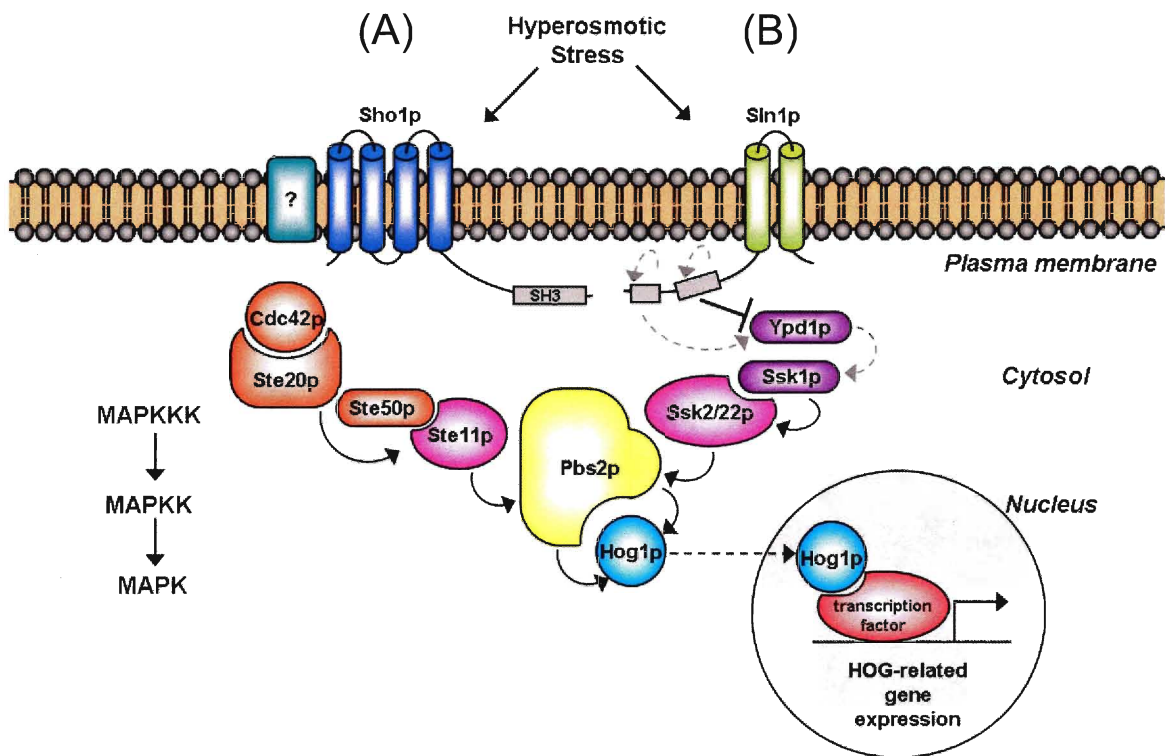 (A)
Hyperosmotic
Stress
(B)
Sho1p
Sln1p
?
Plasma membrane
SH3
Cdc42p
Ypd1p
Ste20p
Ssk1p
Cytosol
MAPKKK
Ste50p
Ste11p
Ssk2/22p
Pbs2p
MAPKK
Nucleus
Hog1p
Hog1p
MAPK
transcription
factor
HOG-related
gene
expression